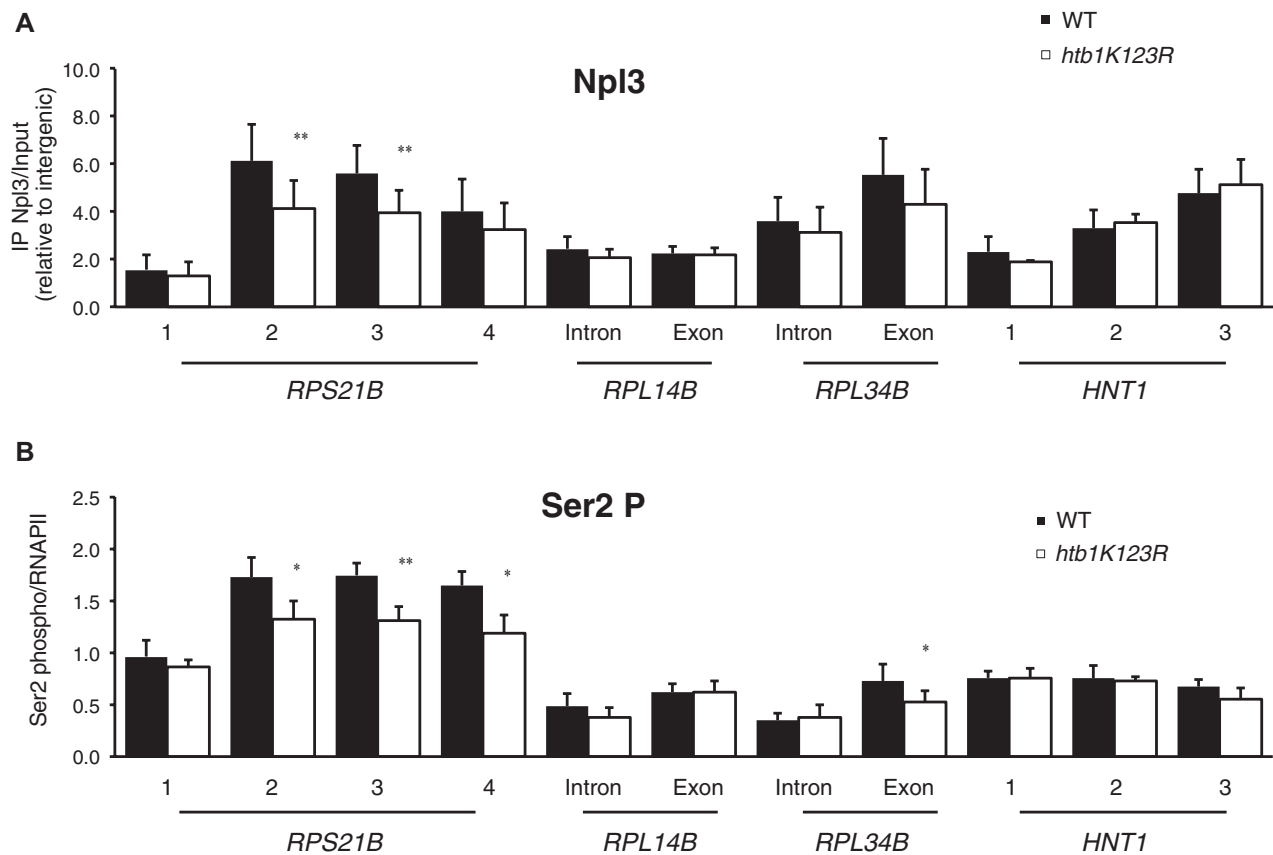 A
WT
htb1K123R
Npl3
IP Npl3/Input
(relative to intergenic)
10.0
8.0
6.0
4.0
2.0
0.0
** **
1 2 3 4 Intron Exon Intron Exon 1 2 3
RPS21B RPL14B RPL34B HNT1
B
Ser2 P
WT
htb1K123R
Ser2 phospho/RNAPII
2.5
2.0
1.5
1.0
0.5
0.0
* ** * *
1 2 3 4 Intron Exon Intron Exon 1 2 3
RPS21B RPL14B RPL34B HNT1